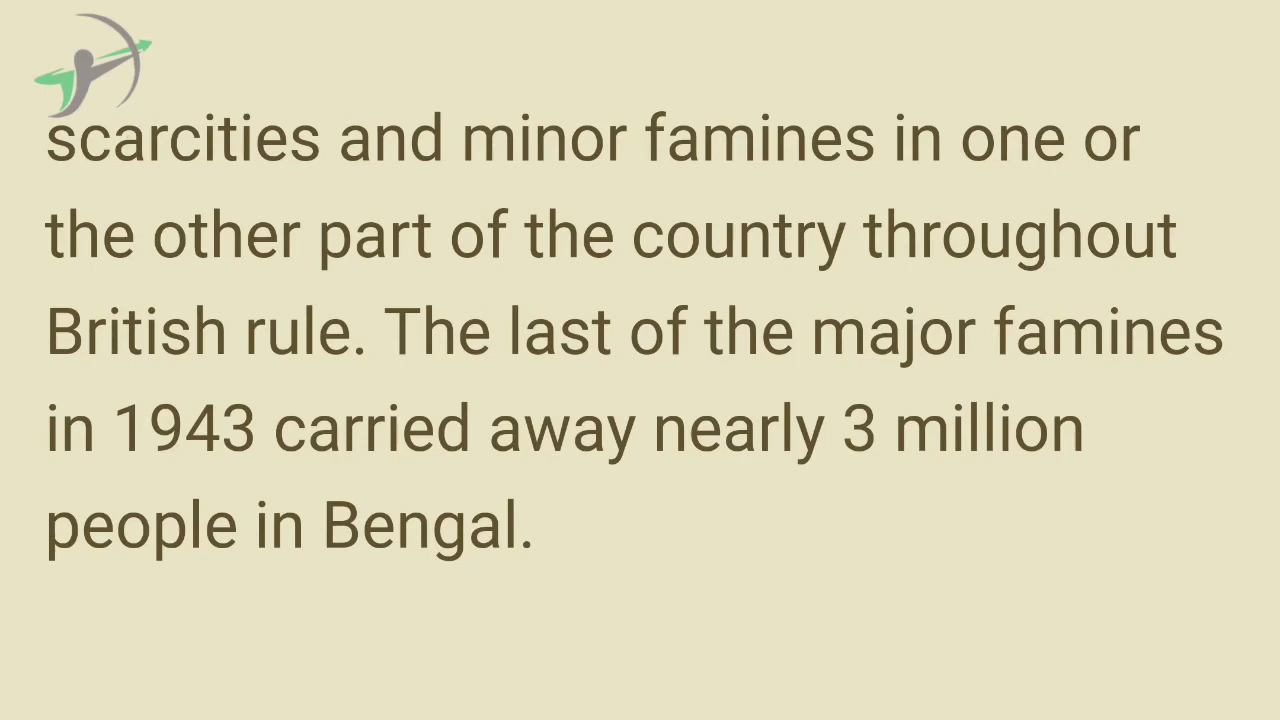 scarcities and minor famines in one or
the other part of the country throughout
British rule. The last of the major famines
in 1943 carried away nearly 3 million
people in Bengal.